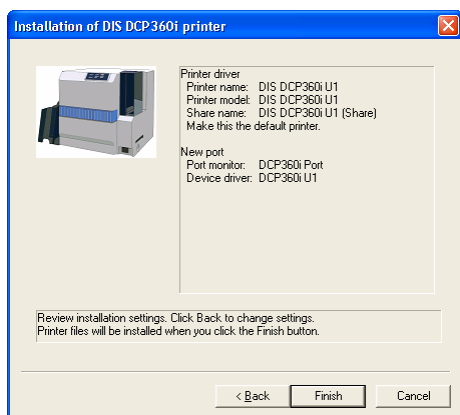 Installation of DIS DCP360i printer
Printer driver
Printer name: DIS DCP360i U1
Printer model: DIS DCP360i U1
Share name: DIS DCP360i U1 (Share)
Make this the default printer.
New port
Port monitor: DCP360i Port
Device driver: DCP360i U1
Review installation settings. Click Back to change settings.
Printer files will be installed when you click the Finish button.
< Back
Finish
Cancel